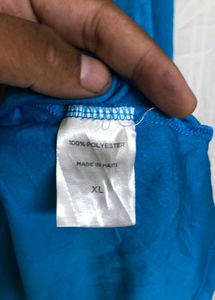 100% POLYESTER
MADE IN HAITI
XL